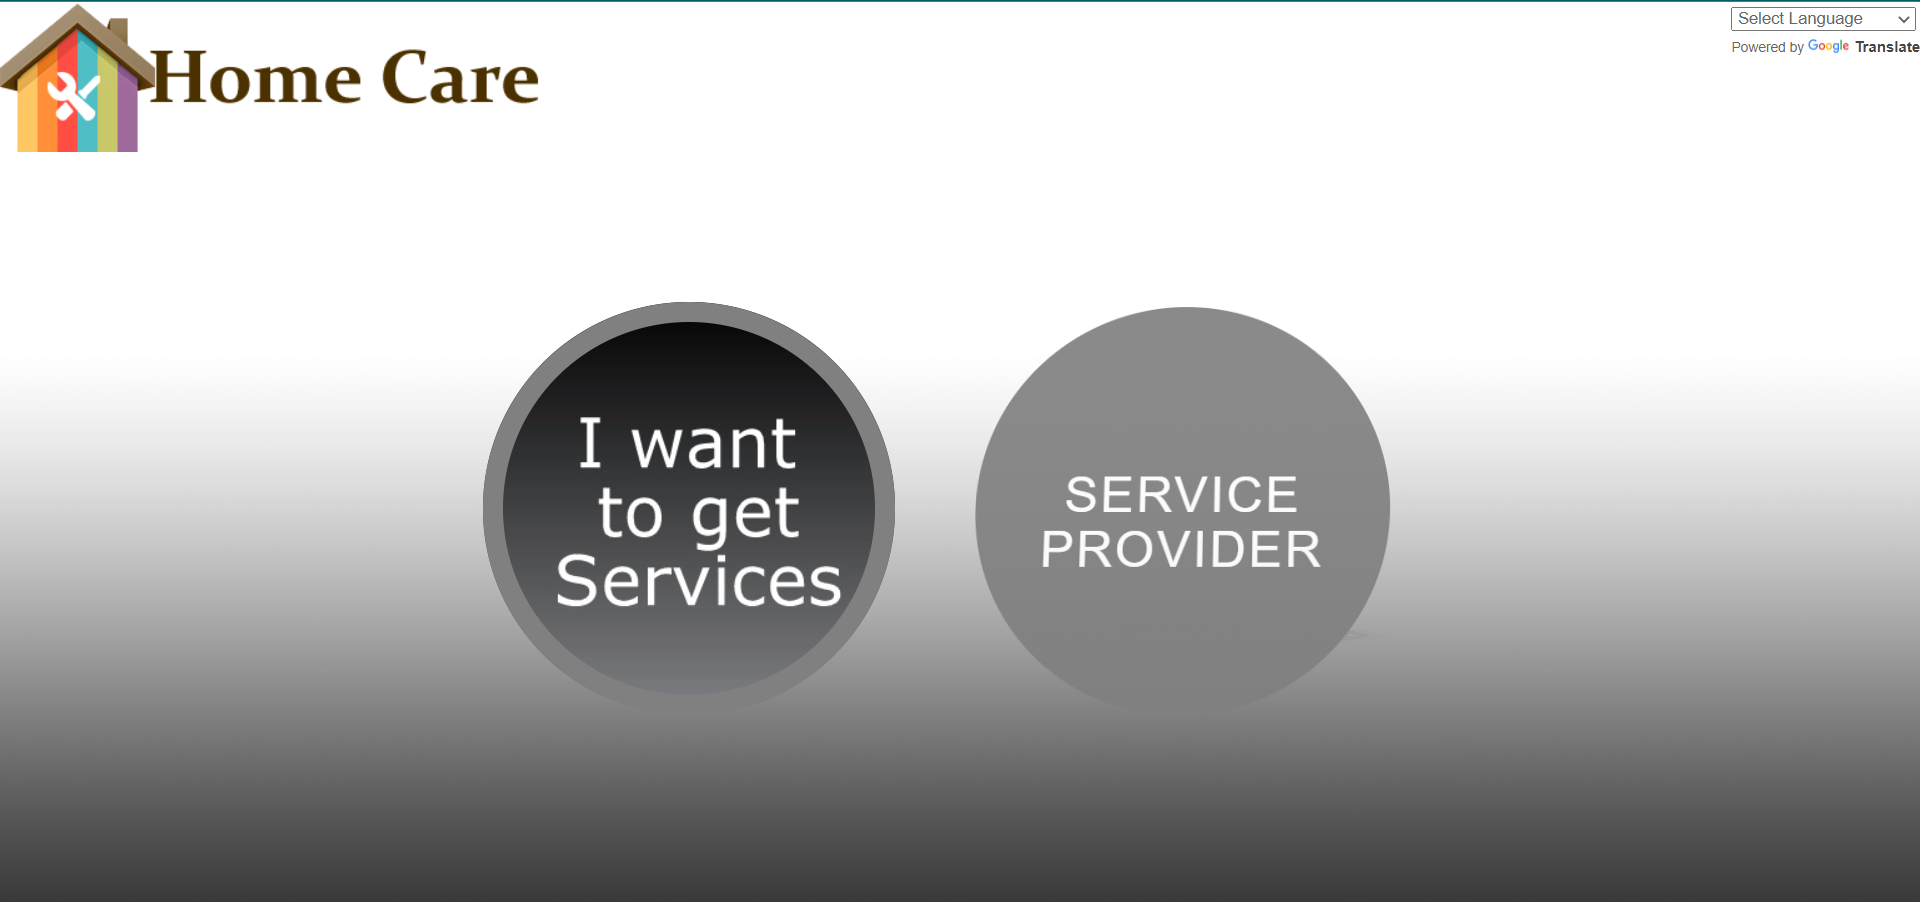 Home Care
Select Language
Powered by Google Translate
I want
to get
Services
SERVICE
PROVIDER